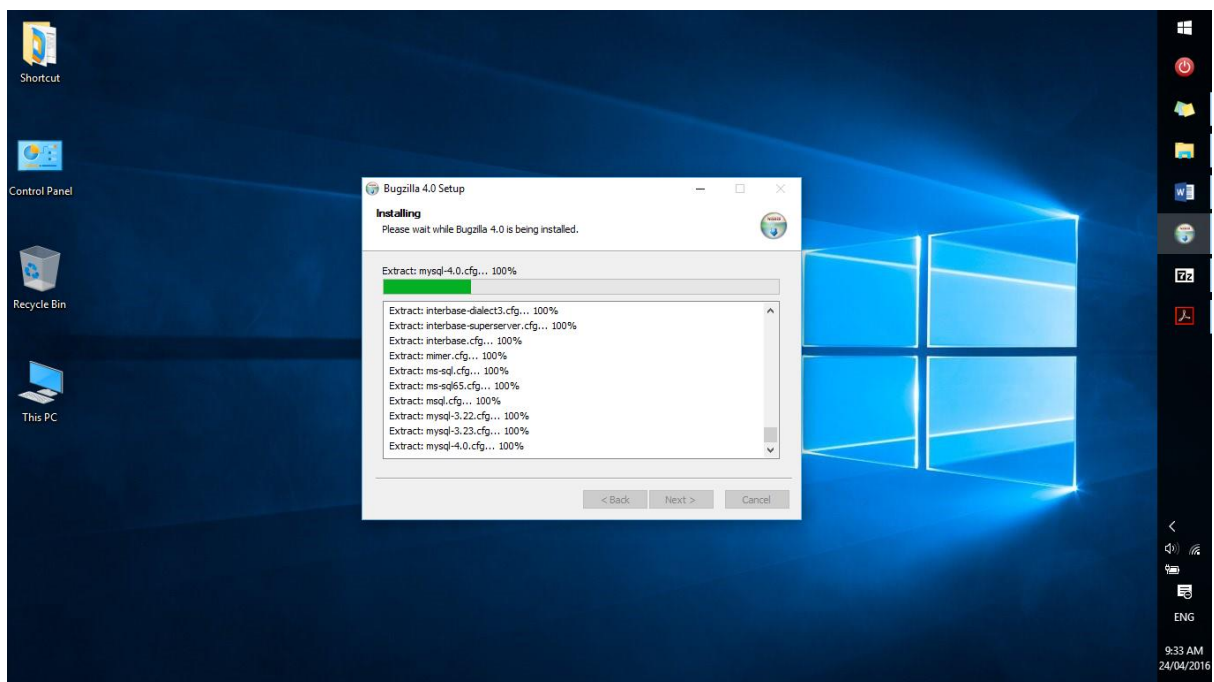 Shortcut
Control Panel
Recycle Bin
This PC
Bugzilla 4.0 Setup
Installing
Please wait while Bugzilla 4.0 is being installed.
Extract: mysql-4.0.cfg... 100%
Extract: interbase-dialect3.cfg... 100%
Extract: interbase-superserver.cfg... 100%
Extract: interbase.cfg... 100%
Extract: mimer.cfg... 100%
Extract: ms-sql.cfg... 100%
Extract: ms-sql65.cfg... 100%
Extract: msql.cfg... 100%
Extract: mysql-3.22.cfg... 100%
Extract: mysql-3.23.cfg... 100%
Extract: mysql-4.0.cfg... 100%
< Back Next > Cancel
W
7z
ENG
9:33 AM
24/04/2016